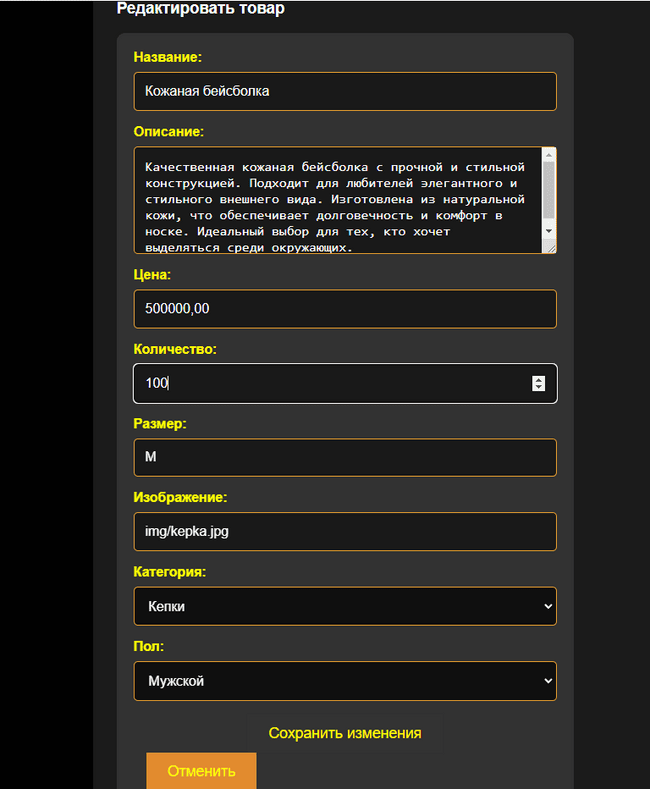 Редактировать товар
Название:
Кожаная бейсболка
Описание:
Качественная кожаная бейсболка с прочной и стильной
конструкцией. Подходит для любителей элегантного и
стильного внешнего вида. Изготовлена из натуральной
кожи, что обеспечивает долговечность и комфорт в
носке. Идеальный выбор для тех, кто хочет
выделяться среди окружающих.
Цена:
500000,00
Количество:
100
Размер:
M
Изображение:
img/kepka.jpg
Категория:
Кепки
Пол:
Мужской
Сохранить изменения
Отменить